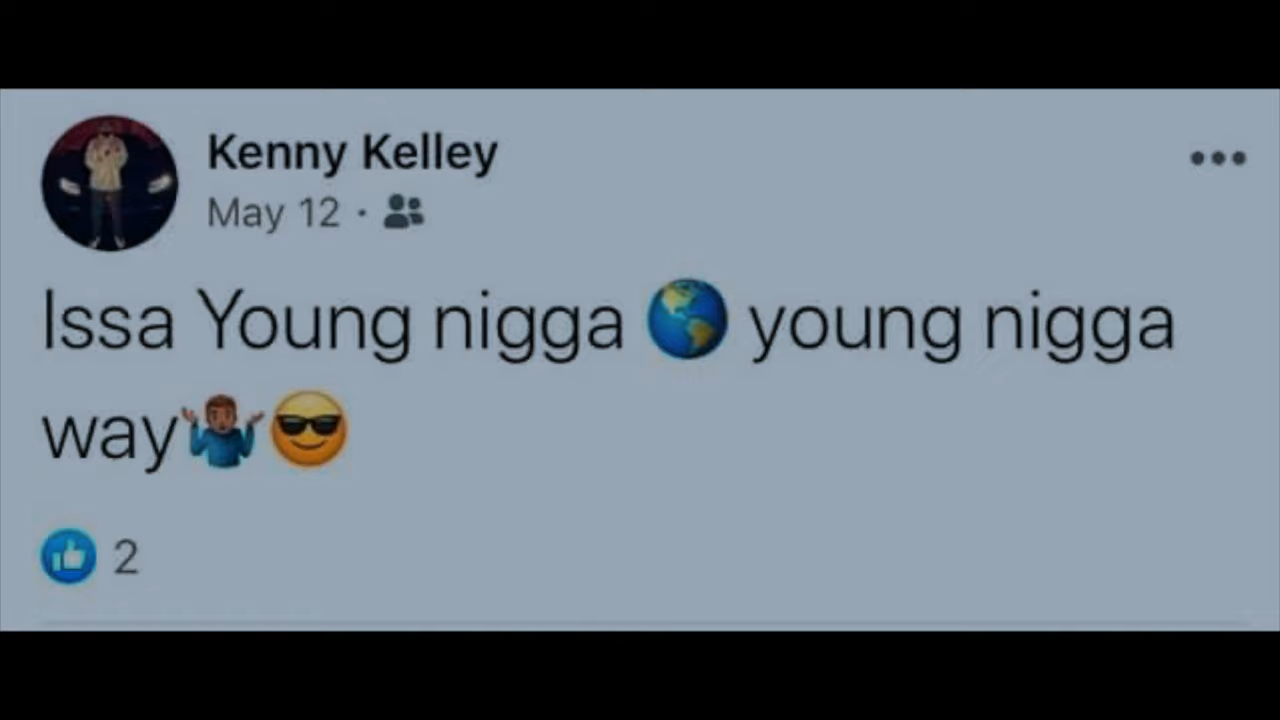 Kenny Kelley
May 12 ·
Issa Young nigga 🌎 young nigga
way🤷🏾‍♂️😎
2